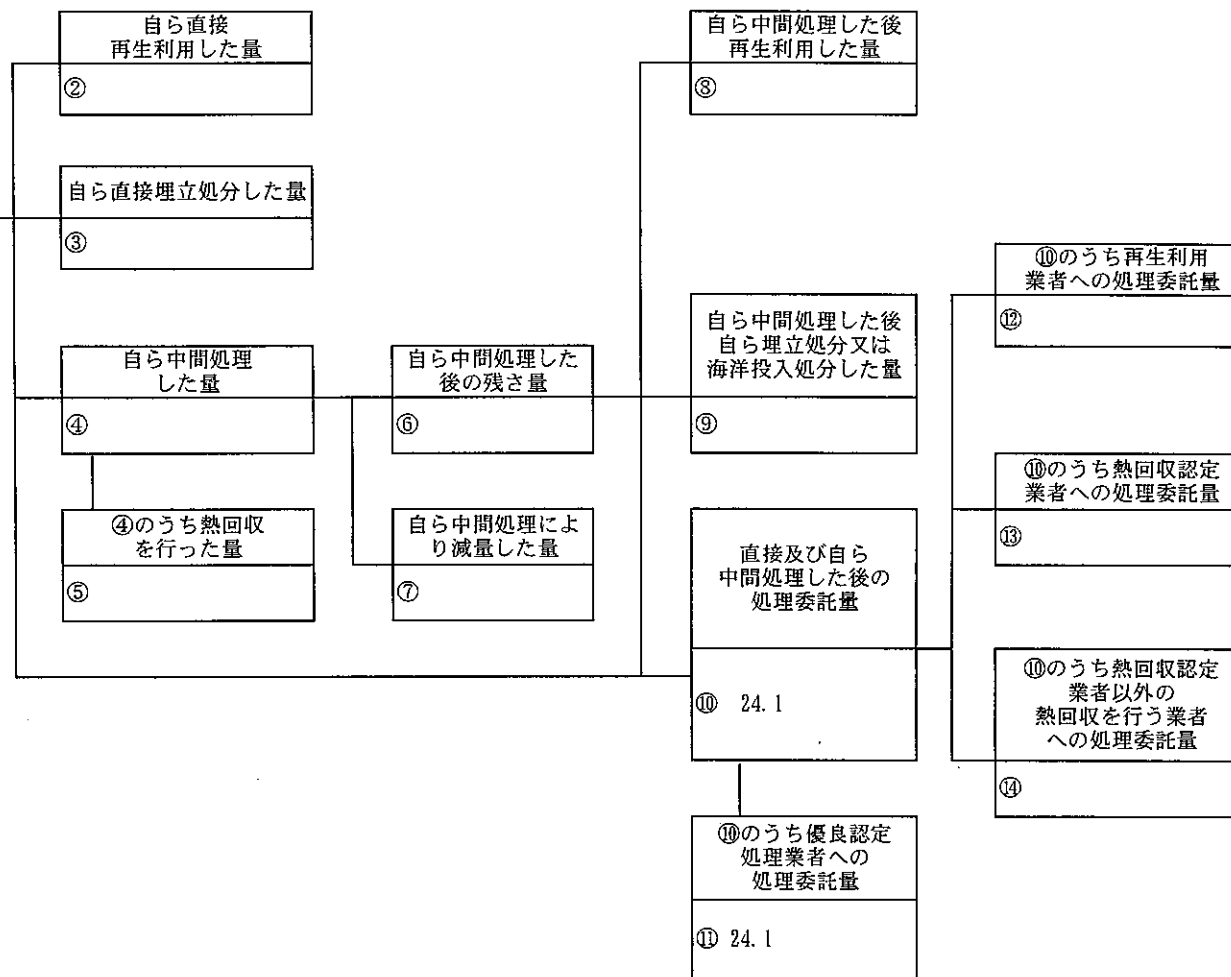 自ら直接
再生利用した量
②
自ら直接埋立処分した量
③
自ら中間処理
した量
④
④のうち熱回収
を行った量
⑤
自ら中間処理した
後の残さ量
⑥
自ら中間処理によ
り減量した量
⑦
自ら中間処理した後
再生利用した量
⑧
自ら中間処理した後
自ら埋立処分又は
海洋投入処分した量
⑨
直接及び自ら
中間処理した後の
処理委託量
⑩ 24.1
⑩のうち優良認定
処理業者への
処理委託量
⑪ 24.1
⑩のうち再生利用
業者への処理委託量
⑫
⑩のうち熱回収認定
業者への処理委託量
⑬
⑩のうち熱回収認定
業者以外の
熱回収を行う業者
への処理委託量
⑭